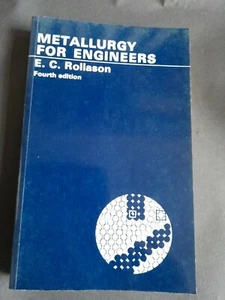 METALLURGY
FOR ENGINEERS
E. C. Rollason
Fourth edition